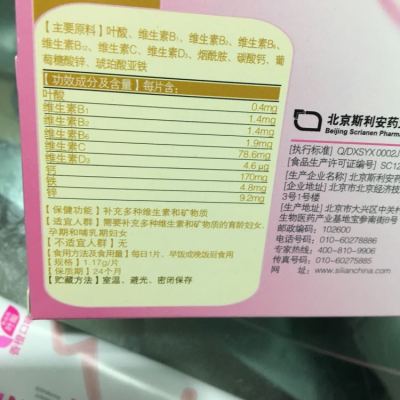 【主要原料】叶酸、维生素B₁、维生素B₂、维生素B₆、
维生素B₁₂、维生素C、维生素D₃、烟酰胺、碳酸钙、葡
萄糖酸锌、琥珀酸亚铁
【功效成分及含量】每片含：
叶酸 0.4mg
维生素B₁ 1.4mg
维生素B₂ 1.4mg
维生素B₆ 1.9mg
维生素C 78.6mg
维生素D₃ 4.6μg
钙 170mg
铁 4.8mg
锌 9.2mg
【保健功能】补充多种维生素和矿物质
【适宜人群】需要补充多种维生素和矿物质的育龄妇女、
孕期和哺乳期妇女
【不适宜人群】无
【食用方法及食用量】每日1片、早饭或晚饭后食用
【规格】1.17g/片
【保质期】24个月
【贮藏方法】室温、避光、密闭保存
北京斯利安药
Beijing Scrianen Pharma
[执行标准] Q/DXSYX0002
[食品生产许可证编号] SC12
[生产企业名称] 北京斯利安
[企业地址] 北京市北京经济技
3号1号楼
[生产地址] 北京市大兴区中关村
生物医药产业基地宝参南街8号
邮政编码：102600
电话号码：010-60278886
专家热线：400-810-9906
传真号码：010-60275885
网址：www.silianchina.com